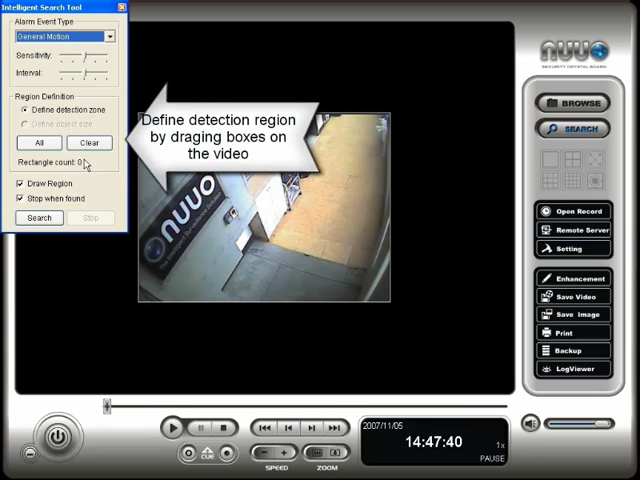 Intelligent Search Tool
Alarm Event Type
General Motion
Sensitivity:
Interval:
Region Definition
Define detection zone
Define object size
All
Clear
Rectangle count: 0
Draw Region
Stop when found
Search
Stop
Define detection region
by draging boxes on
the video
NUUO
NUUO
SECURITY CRYSTAL BOARD
BROWSE
SEARCH
Open Record
Remote Server
Setting
Enhancement
Save Video
Save Image
Print
Backup
LogViewer
CUE
SPEED
ZOOM
2007/11/05
14:47:40
1x
PAUSE